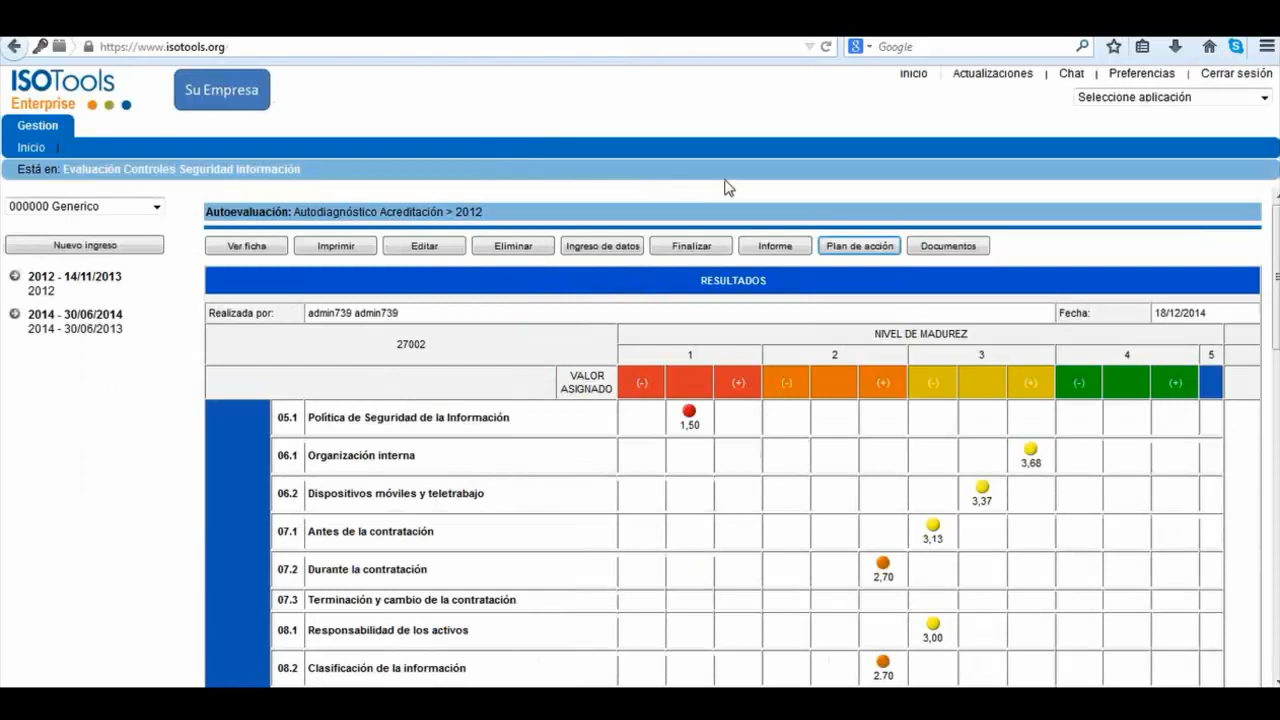 https://www.isotools.org
Google
ISOTools
Enterprise
Su Empresa
Inicio | Actualizaciones | Chat | Preferencias | Cerrar sesión
Seleccione aplicación
Gestion
Inicio |
Está en: Evaluación Controles Seguridad Información
000000 Generico
Nuevo ingreso
2012 - 14/11/2013
2012
2014 - 30/06/2014
2014 - 30/06/2013
Autoevaluación: Autodiagnóstico Acreditación > 2012
Ver ficha Imprimir Editar Eliminar Ingreso de datos Finalizar Informe Plan de acción Documentos
RESULTADOS
Realizada por: admin739 admin739 Fecha: 18/12/2014
27002 NIVEL DE MADUREZ
1 2 3 4 5
VALOR ASIGNADO (-) (+) (-) (+) (-) (+) (-) (+)
05.1 Política de Seguridad de la Información 1,50
06.1 Organización interna 3,68
06.2 Dispositivos móviles y teletrabajo 3,37
07.1 Antes de la contratación 3,13
07.2 Durante la contratación 2,70
07.3 Terminación y cambio de la contratación
08.1 Responsabilidad de los activos 3,00
08.2 Clasificación de la información 2,70